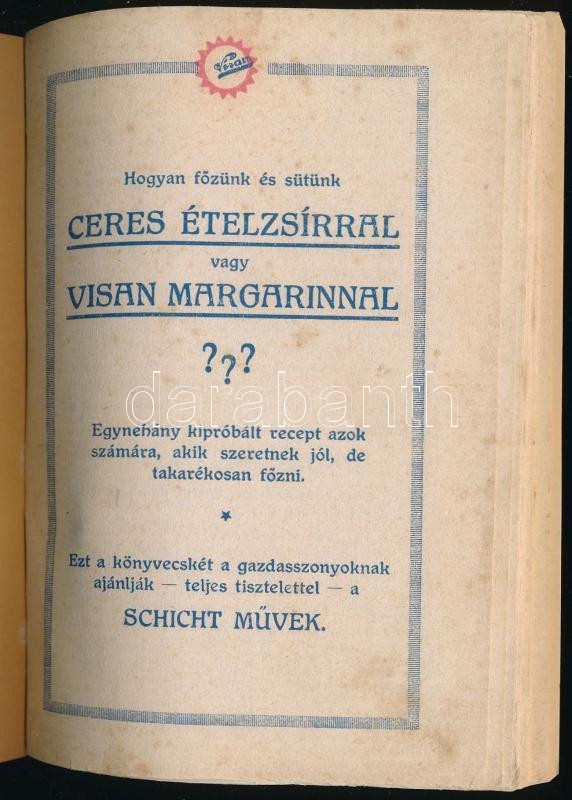 Visan
Hogyan főzünk és sütünk
CERES ÉTELZSÍRRAL
vagy
VISAN MARGARINNAL
???
darabanth
Egynehány kipróbált recept azok
számára, akik szeretnek jól, de
takarékosan főzni.
*
Ezt a könyvecskét a gazdasszonyoknak
ajánlják — teljes tisztelettel — a
SCHICHT MŰVEK.